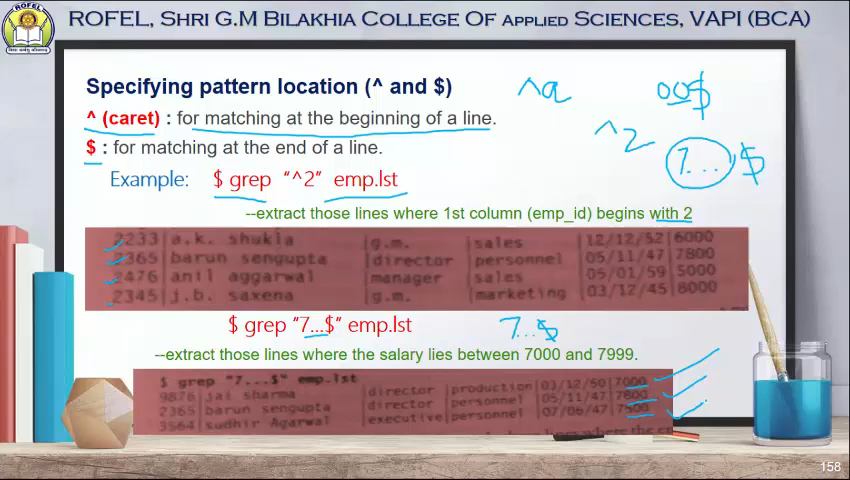 ROFEL, SHRI G.M BILAKHIA COLLEGE OF APPLIED SCIENCES, VAPI (BCA)
Specifying pattern location (^ and $)
^a 00$
^ (caret) : for matching at the beginning of a line.
^2 7...$
$ : for matching at the end of a line.
Example: $ grep “^2” emp.lst
--extract those lines where 1st column (emp_id) begins with 2
2233| a.k. shukla |g.m. |sales |12/12/52|6000
2365| barun sengupta |director |personnel |05/11/47|7800
2476| anil aggarwal |manager |sales |05/01/59|5000
2345| j.b. saxena |g.m. |marketing |03/12/45|8000
$ grep “7...$” emp.lst 7...$
--extract those lines where the salary lies between 7000 and 7999.
$ grep "7...$" emp.lst
9876| jai sharma |director |production|03/12/50|7000
2365| barun sengupta |director |personnel |05/11/47|7800
3564| sudhir Agarwal |executive|personnel |07/06/47|7500
158